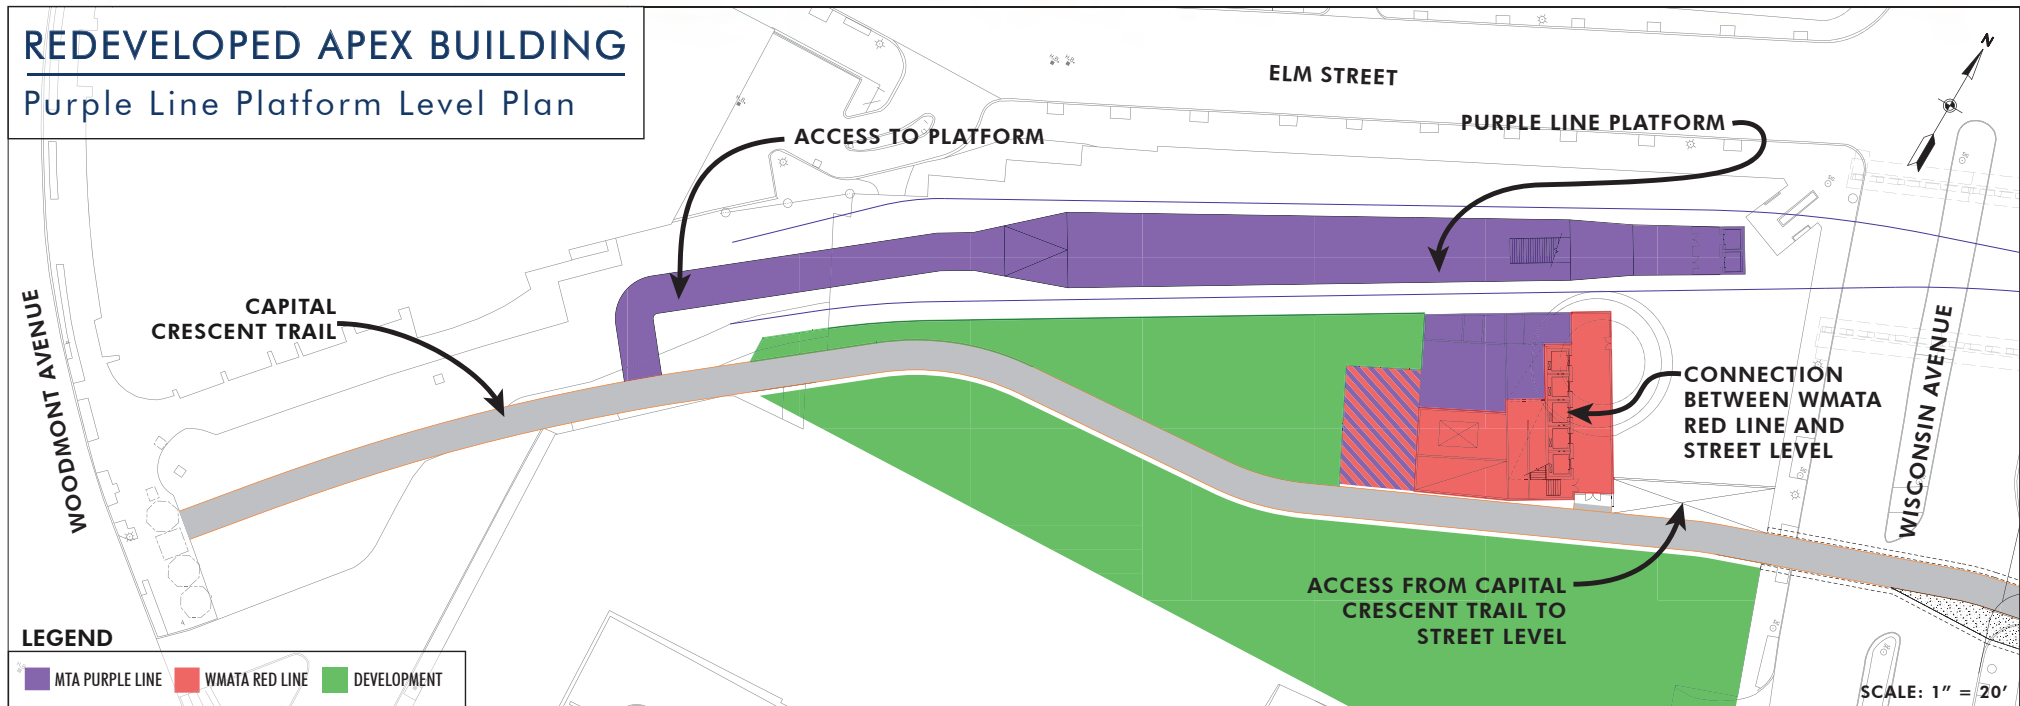 REDEVELOPED APEX BUILDING
Purple Line Platform Level Plan
ELM STREET
N
ACCESS TO PLATFORM
PURPLE LINE PLATFORM
CAPITAL
CRESCENT TRAIL
WOODMONT AVENUE
CONNECTION
BETWEEN WMATA
RED LINE AND
STREET LEVEL
WISCONSIN AVENUE
ACCESS FROM CAPITAL
CRESCENT TRAIL TO
STREET LEVEL
LEGEND
MTA PURPLE LINE
WMATA RED LINE
DEVELOPMENT
SCALE: 1" = 20'